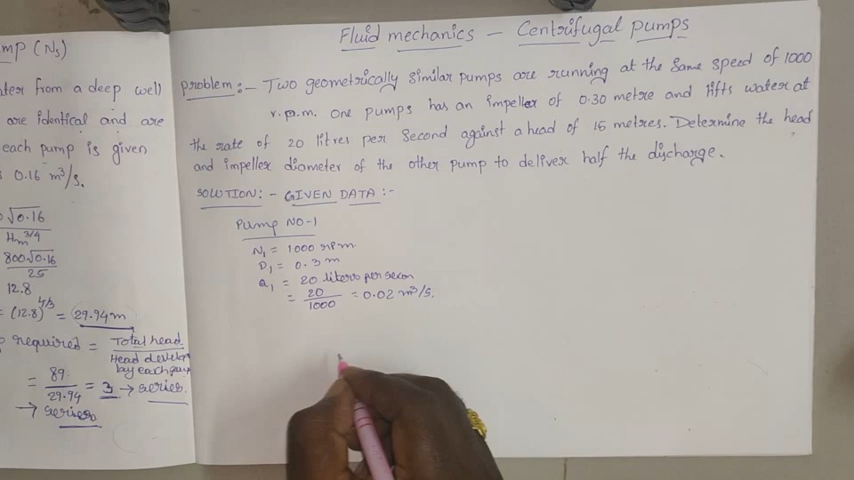 mp (Ns)
ater from a deep well
are identical and are
each pump is given
0.16 m³/s.
√0.16
Hm^3/4
800√0.16
25
12.8
= (12.8)^4/3 = 29.94m
required = Total head
Head develop
by each pum
= 89/29.94 = 3 → series.
→ series
Fluid mechanics - Centrifugal pumps
problem:- Two geometrically similar pumps are running at the same speed of 1000
r.p.m. one pumps has an impeller of 0.30 metre and lifts water at
the rate of 20 litres per second against a head of 15 metres. Determine the head
and impeller diameter of the other pump to deliver half the discharge.
SOLUTION:- GIVEN DATA:-
Pump NO-1
N₁ = 1000 rpm
D₁ = 0.3 m
Q₁ = 20 liters per secon
= 20/1000 = 0.02 m³/s.